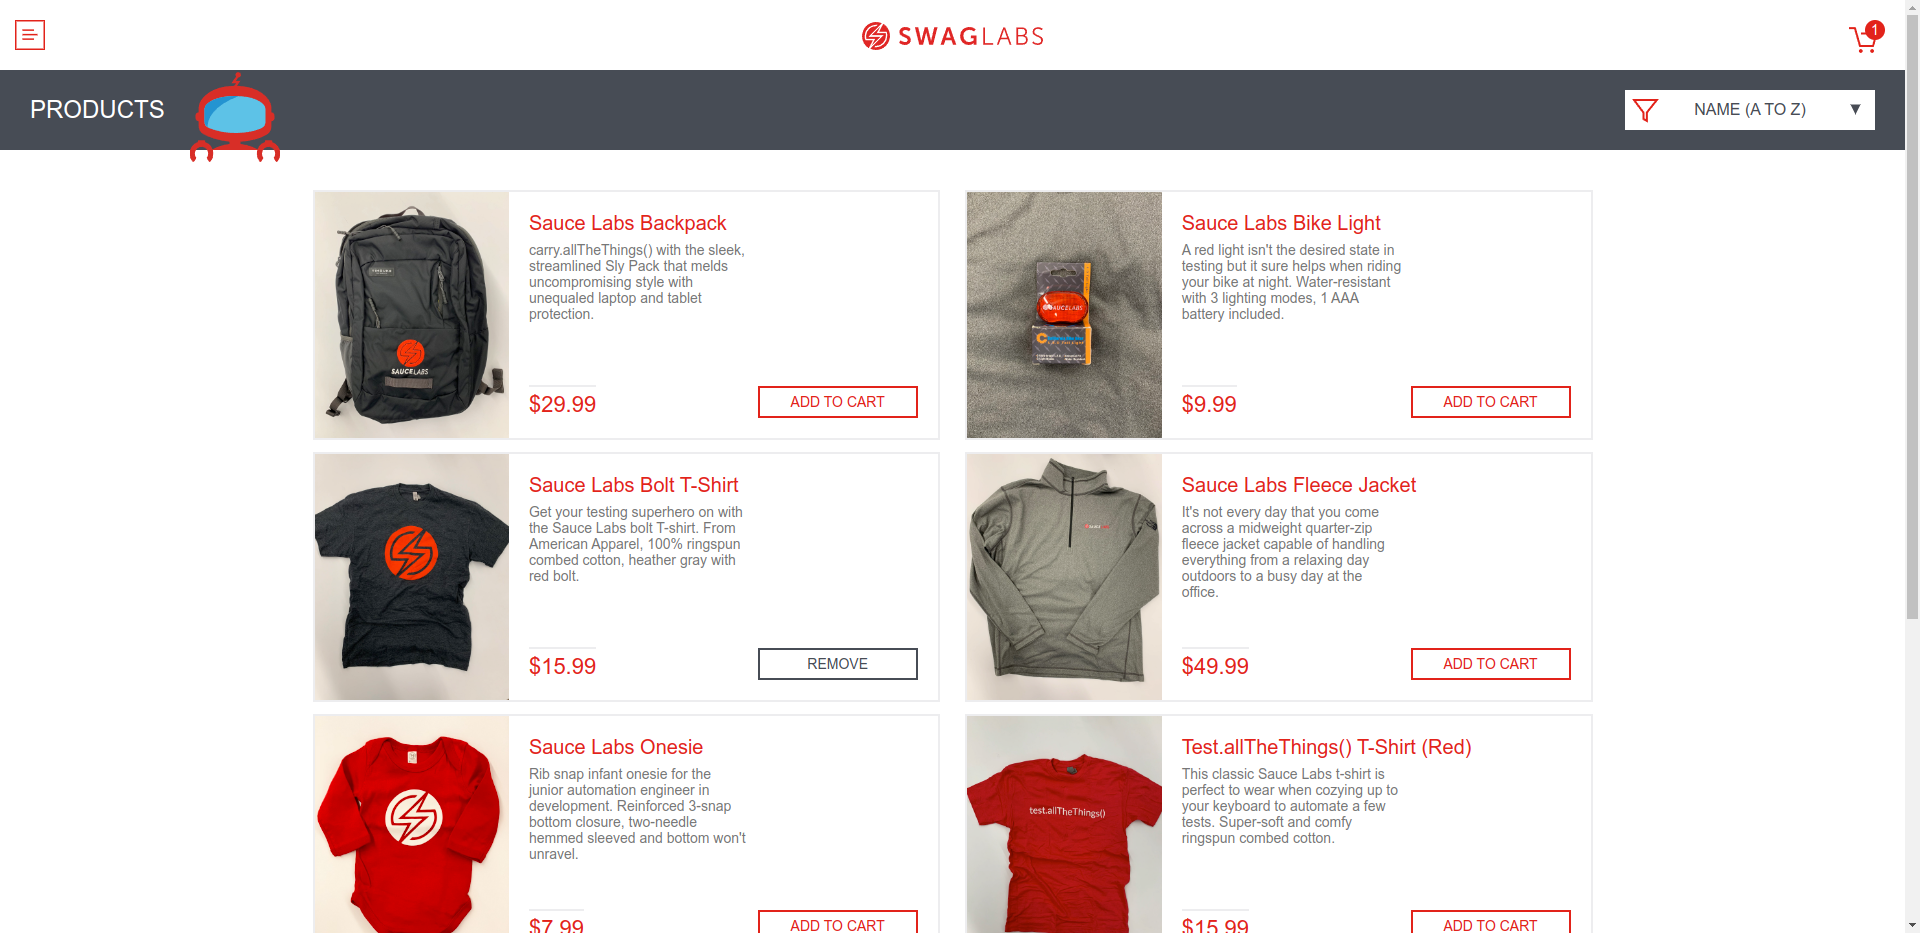 SWAGLABS
1
PRODUCTS
NAME (A TO Z)
Sauce Labs Backpack
carry.allTheThings() with the sleek,
streamlined Sly Pack that melds
uncompromising style with
unequaled laptop and tablet
protection.
$29.99
ADD TO CART
SAUCELABS
Sauce Labs Bike Light
A red light isn't the desired state in
testing but it sure helps when riding
your bike at night. Water-resistant
with 3 lighting modes, 1 AAA
battery included.
$9.99
ADD TO CART
SAUCELABS
Sauce Labs Bolt T-Shirt
Get your testing superhero on with
the Sauce Labs bolt T-shirt. From
American Apparel, 100% ringspun
combed cotton, heather gray with
red bolt.
$15.99
REMOVE
Sauce Labs Fleece Jacket
It's not every day that you come
across a midweight quarter-zip
fleece jacket capable of handling
everything from a relaxing day
outdoors to a busy day at the
office.
$49.99
ADD TO CART
Sauce Labs Onesie
Rib snap infant onesie for the
junior automation engineer in
development. Reinforced 3-snap
bottom closure, two-needle
hemmed sleeved and bottom won't
unravel.
$7.99
ADD TO CART
Test.allTheThings() T-Shirt (Red)
This classic Sauce Labs t-shirt is
perfect to wear when cozying up to
your keyboard to automate a few
tests. Super-soft and comfy
ringspun combed cotton.
$15.99
ADD TO CART
test.allTheThings()